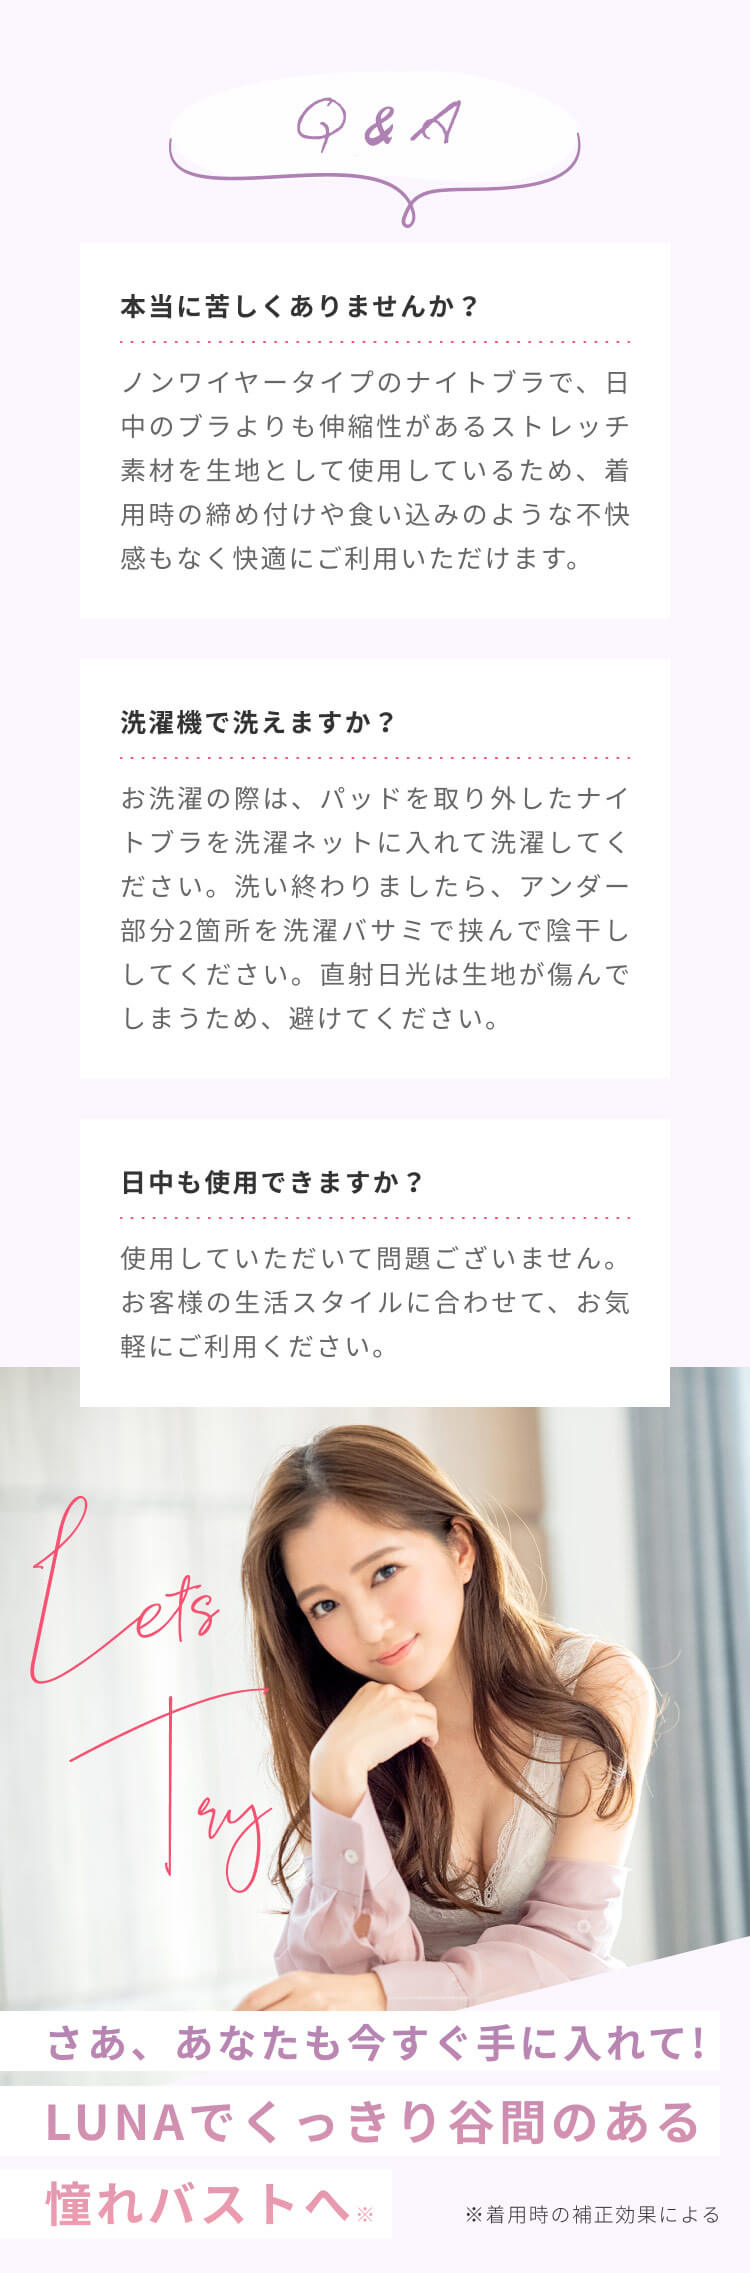 Q & A
本当に苦しくありませんか？
ノンワイヤータイプのナイトブラで、日
中のブラよりも伸縮性があるストレッチ
素材を生地として使用しているため、着
用時の締め付けや食い込みのような不快
感もなく快適にご利用いただけます。
洗濯機で洗えますか？
お洗濯の際は、パッドを取り外したナイ
トブラを洗濯ネットに入れて洗濯してく
ださい。洗い終わりましたら、アンダー
部分2箇所を洗濯バサミで挟んで陰干し
してください。直射日光は生地が傷んで
しまうため、避けてください。
日中も使用できますか？
使用していただいて問題ございません。
お客様の生活スタイルに合わせて、お気
軽にご利用ください。
Lets
Try
さあ、あなたも今すぐ手に入れて!
LUNAでくっきり谷間のある
憧れバストへ※
※着用時の補正効果による